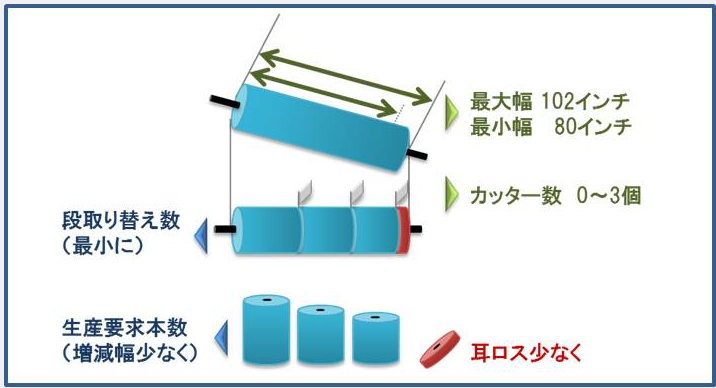 最大幅 102インチ
最小幅 80インチ
カッター数 0～3個
段取り替え数
（最小に）
生産要求本数
（増減幅少なく）
耳ロス少なく